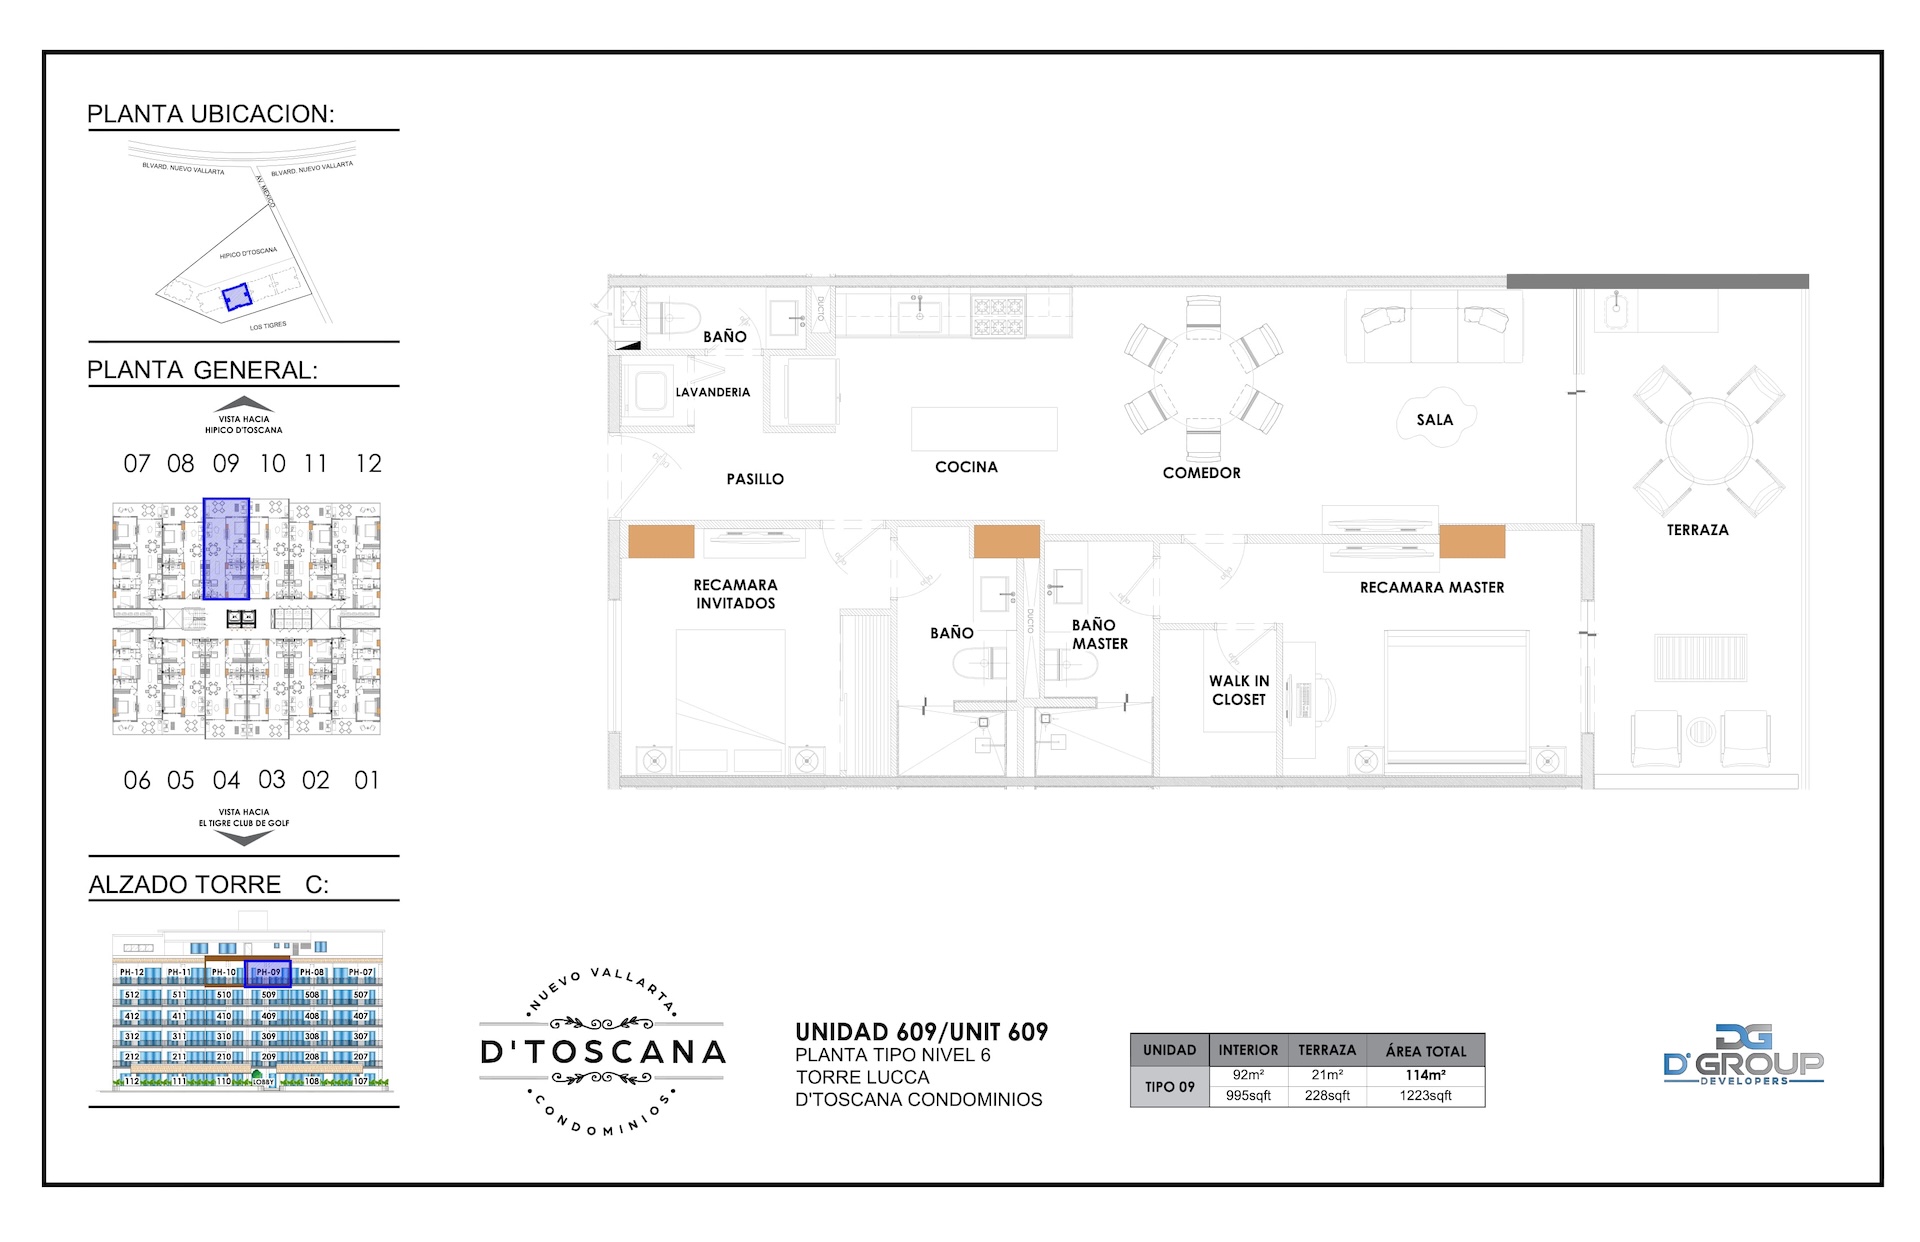 PLANTA UBICACION:
BLVARD. NUEVO VALLARTA
BLVARD. NUEVO VALLARTA
AV. MEXICO
HIPICO D'TOSCANA
LOS TIGRES
PLANTA GENERAL:
VISTA HACIA
HIPICO D'TOSCANA
07 08 09 10 11 12
06 05 04 03 02 01
VISTA HACIA
EL TIGRE CLUB DE GOLF
ALZADO TORRE C:
PH-12 PH-11 PH-10 PH-09 PH-08 PH-07
512 511 510 509 508 507
412 411 410 409 408 407
312 311 310 309 308 307
212 211 210 209 208 207
112 111 110 LOBBY 108 107
BAÑO
DUCTO
LAVANDERIA
PASILLO
COCINA
COMEDOR
SALA
TERRAZA
RECAMARA
INVITADOS
BAÑO
DUCTO
BAÑO
MASTER
WALK IN
CLOSET
RECAMARA MASTER
NUEVO VALLARTA
D'TOSCANA
CONDOMINIOS
UNIDAD 609/UNIT 609
PLANTA TIPO NIVEL 6
TORRE LUCCA
D'TOSCANA CONDOMINIOS
UNIDAD INTERIOR TERRAZA ÁREA TOTAL
TIPO 09 92m² 21m² 114m²
995sqft 228sqft 1223sqft
DG
D'GROUP
DEVELOPERS